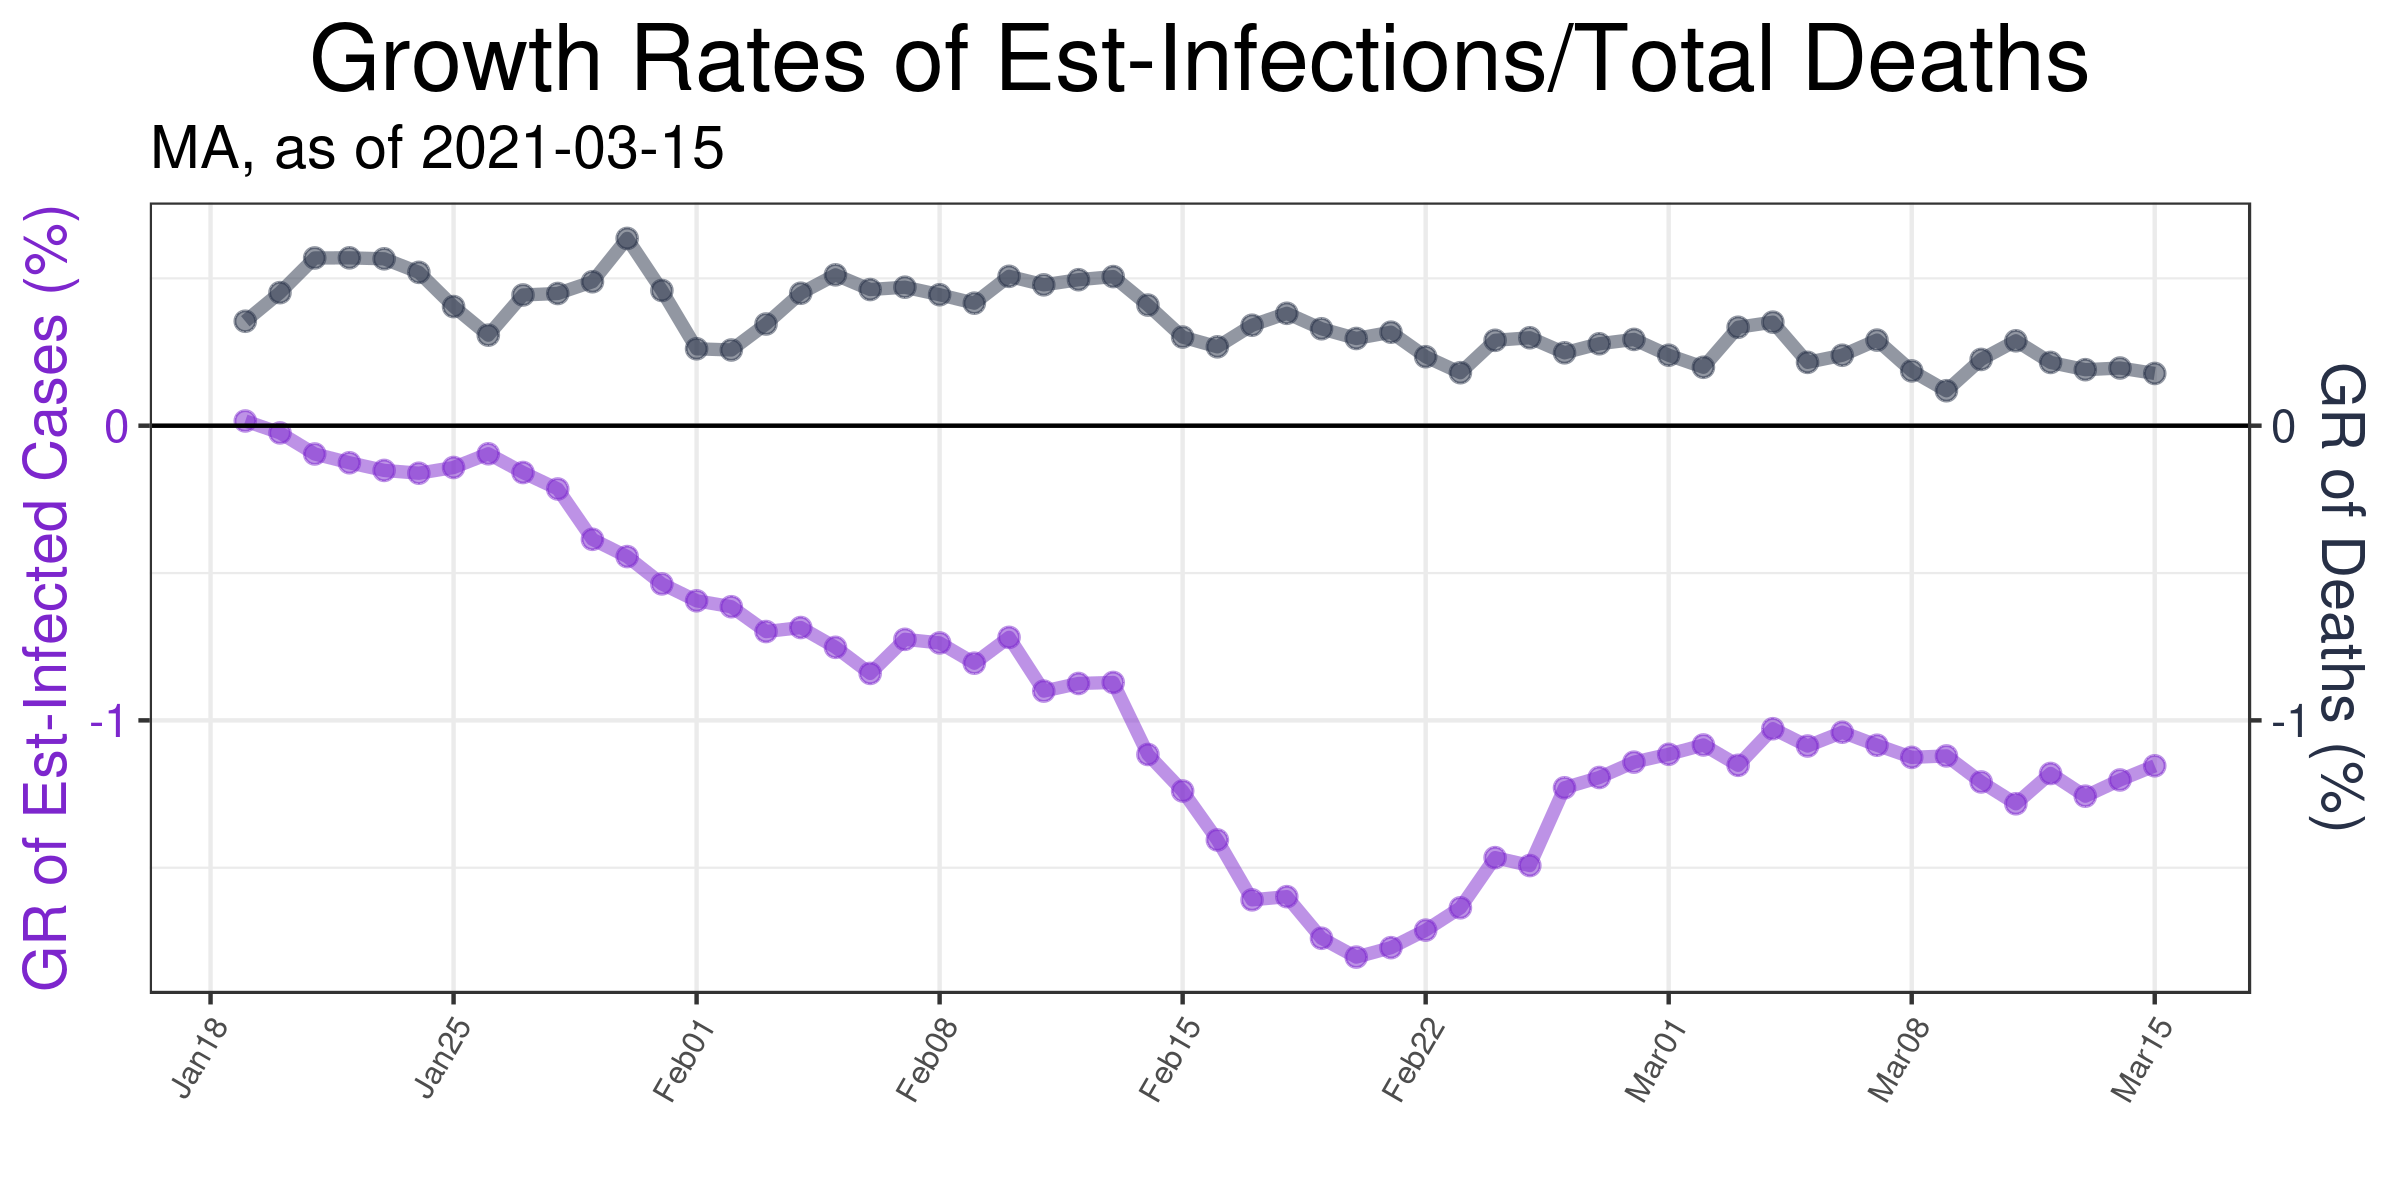 Growth Rates of Est-Infections/Total Deaths
MA, as of 2021-03-15
GR of Est-Infected Cases (%)
0
-1
0
-1
GR of Deaths (%)
Jan18
Jan25
Feb01
Feb08
Feb15
Feb22
Mar01
Mar08
Mar15